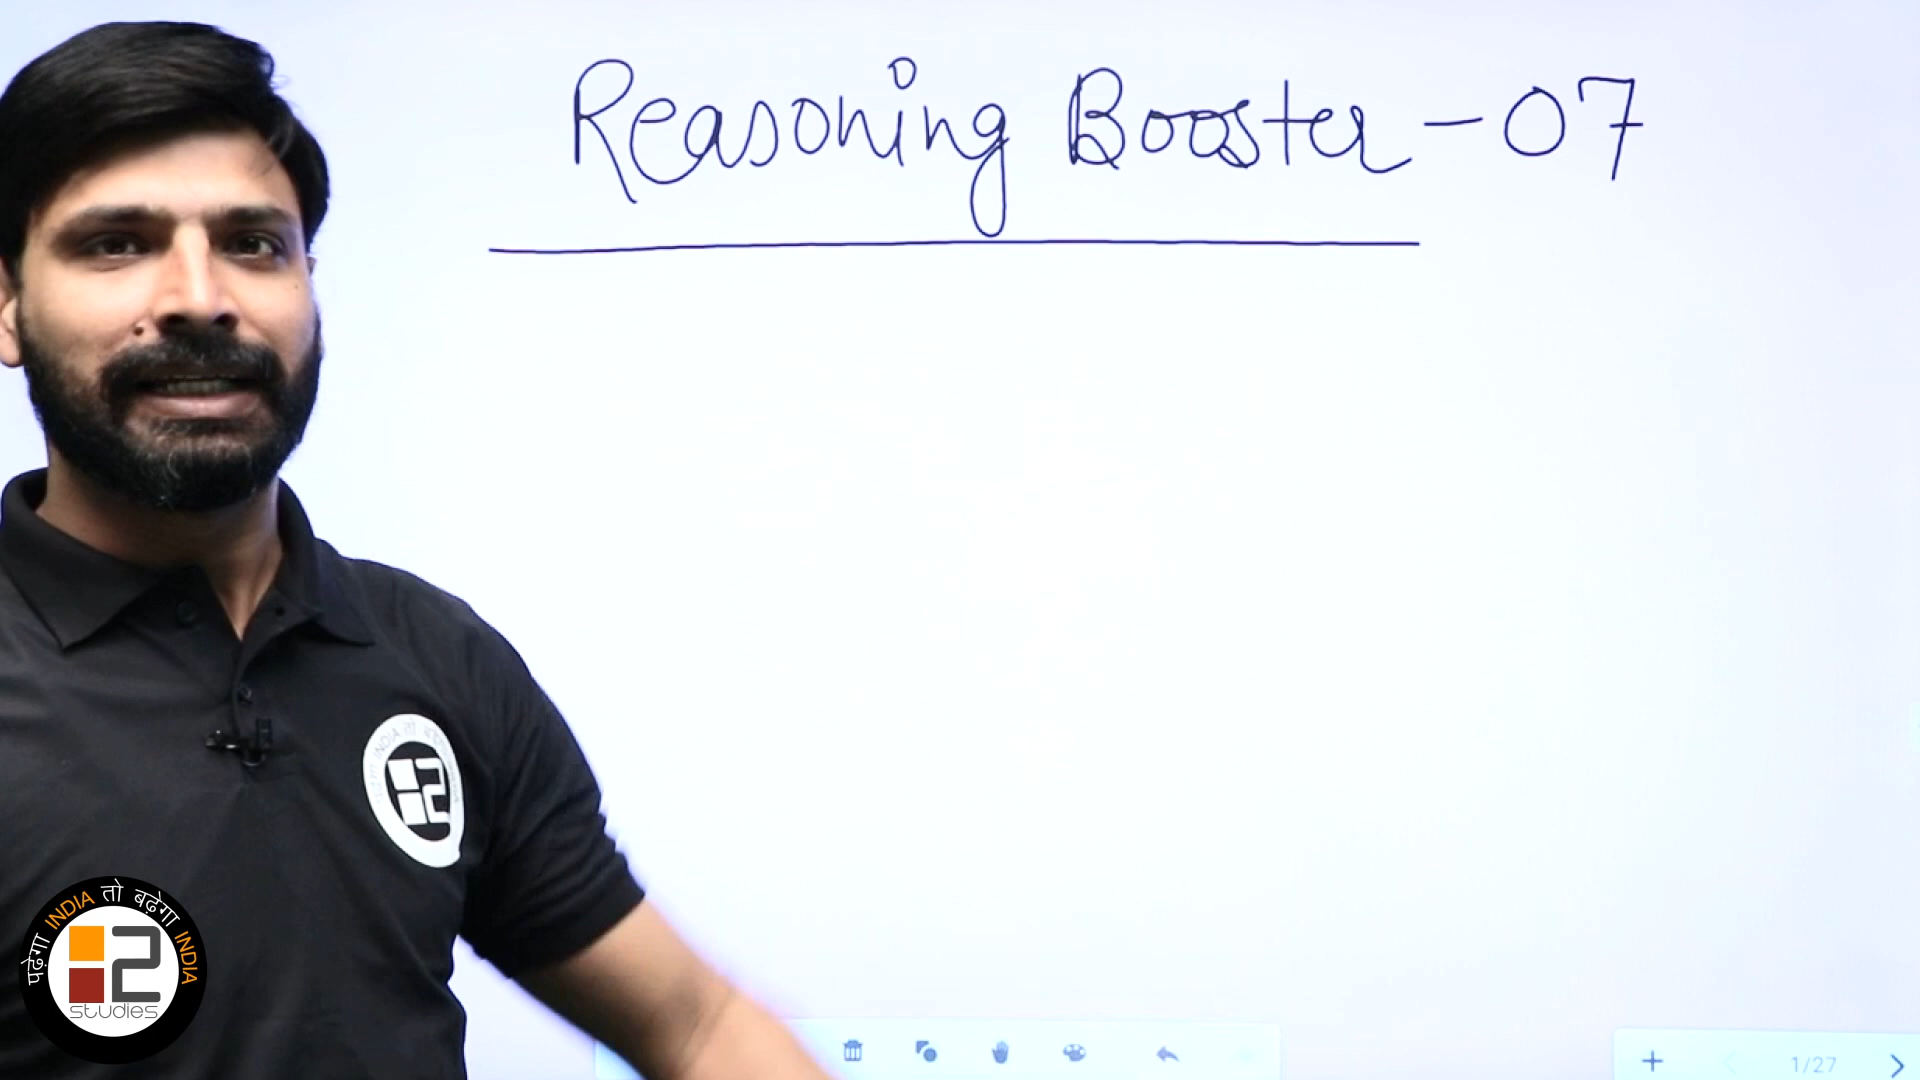 Reasoning Booster - 07
पढ़ेगा INDIA तो बढ़ेगा INDIA
i2
studies
1/27